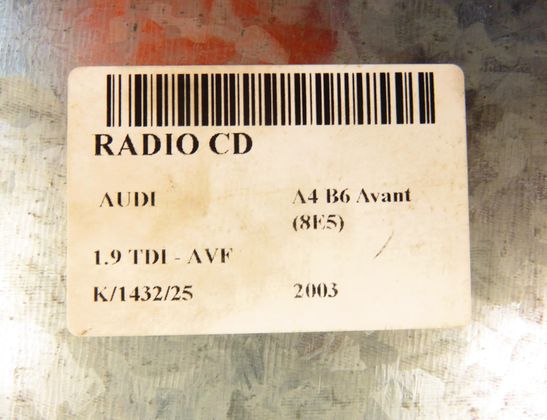 RADIO CD
AUDI A4 B6 Avant
(8E5)
1.9 TDI - AVF
K/1432/25 2003